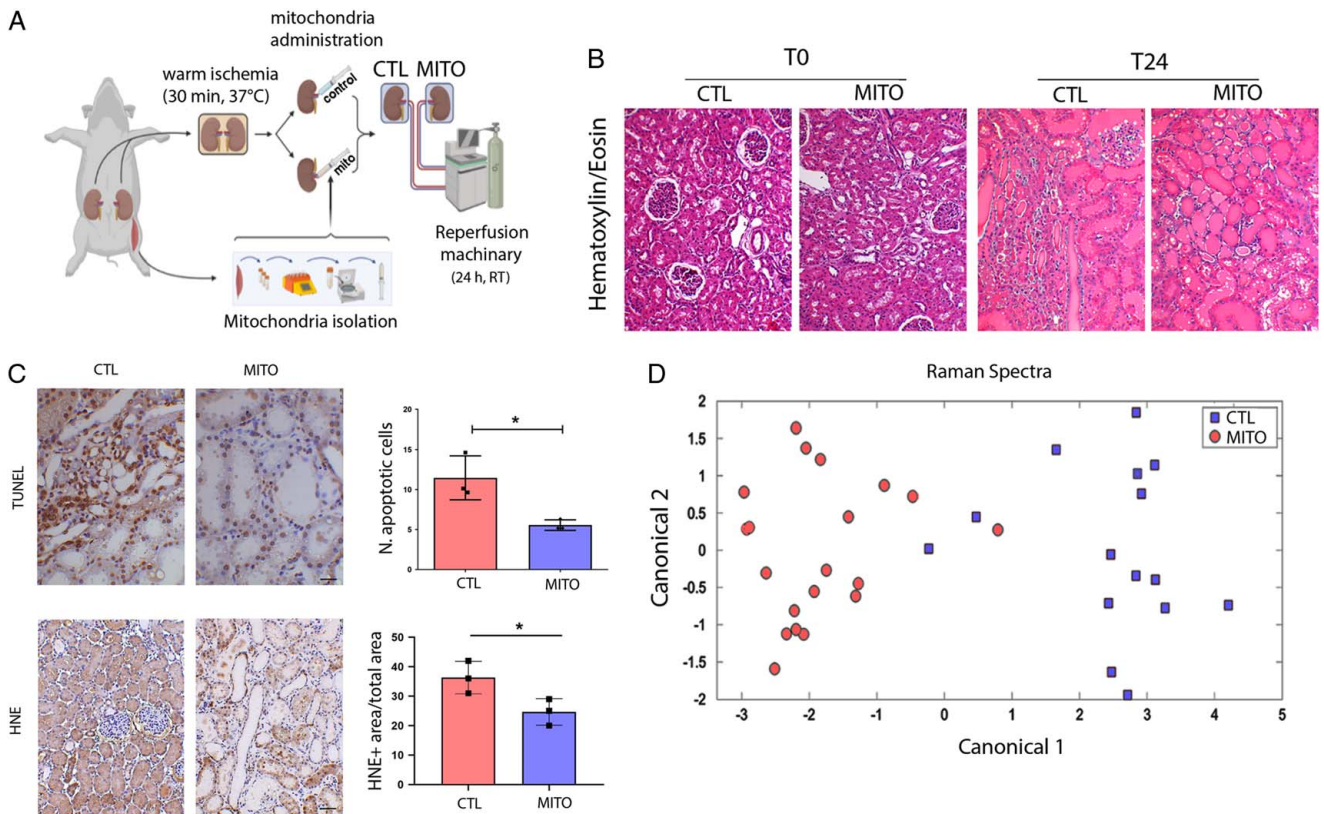 A
mitochondria
administration
warm ischemia
(30 min, 37°C)
control
mito
CTL MITO
Reperfusion
machinary
(24 h, RT)
Mitochondria isolation
B
T0
T24
CTL
MITO
CTL
MITO
Hematoxylin/Eosin
C
CTL
MITO
TUNEL
HNE
N. apoptotic cells
20
15
10
5
0
*
CTL
MITO
HNE+ area/total area
50
40
30
20
10
0
*
CTL
MITO
D
Raman Spectra
CTL
MITO
Canonical 2
2
1.5
1
0.5
0
-0.5
-1
-1.5
-2
-3 -2 -1 0 1 2 3 4 5
Canonical 1